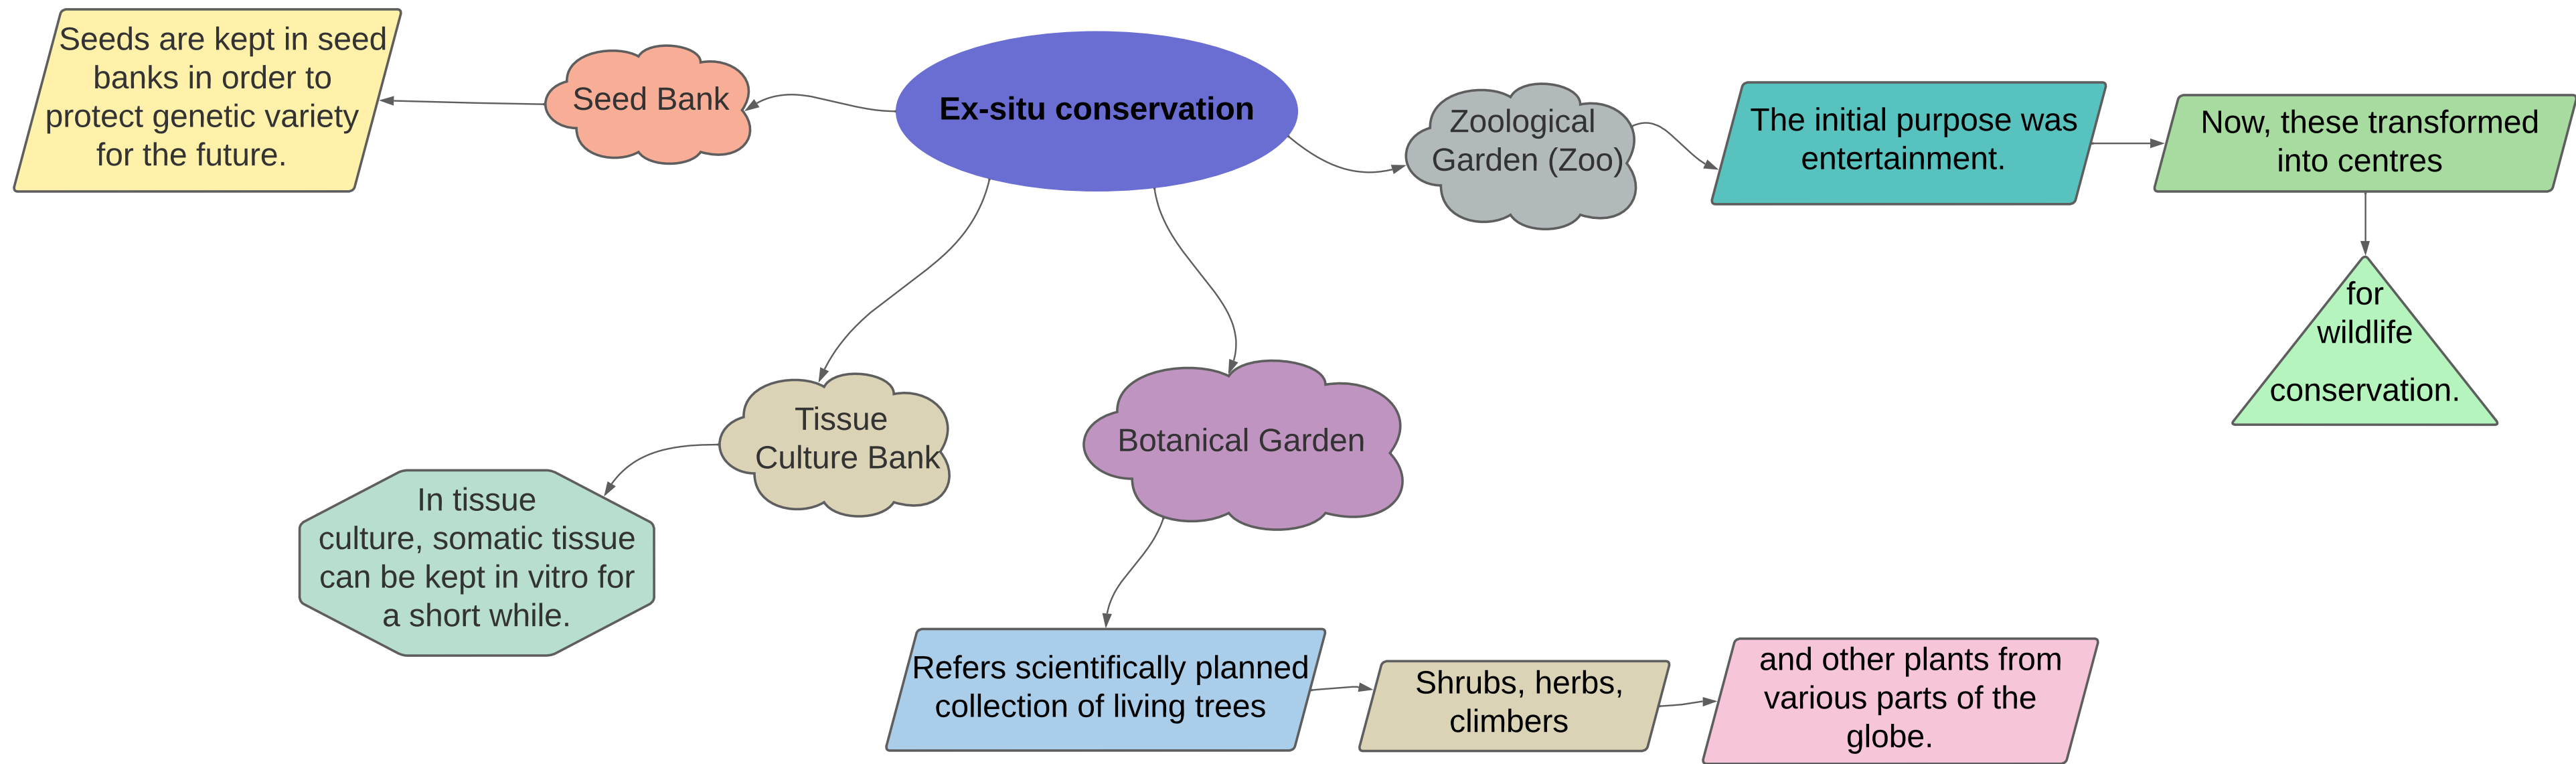 Seeds are kept in seed
banks in order to
protect genetic variety
for the future.
Seed Bank
Ex-situ conservation
Zoological
Garden (Zoo)
The initial purpose was
entertainment.
Now, these transformed
into centres
for
wildlife
conservation.
Tissue
Culture Bank
In tissue
culture, somatic tissue
can be kept in vitro for
a short while.
Botanical Garden
Refers scientifically planned
collection of living trees
Shrubs, herbs,
climbers
and other plants from
various parts of the
globe.